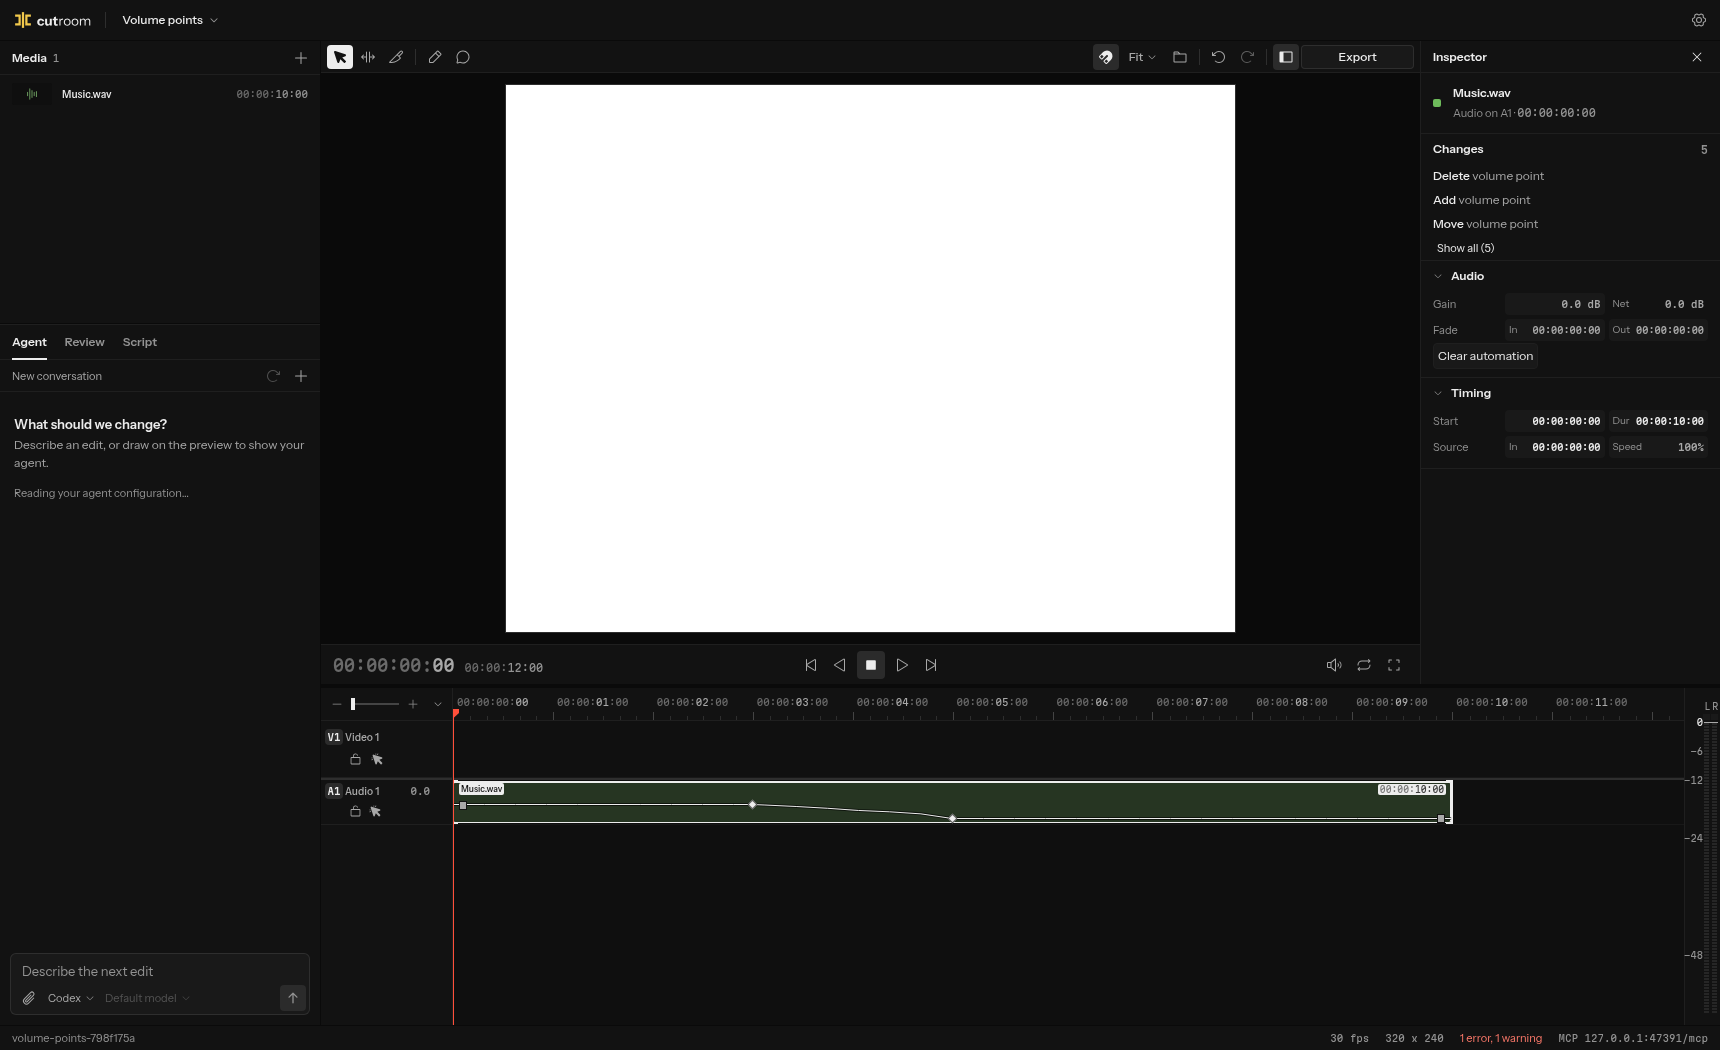 cutroom
Volume points
Media 1
Music.wav 00:00:10:00
Fit
Export
Inspector
Music.wav
Audio on A1 · 00:00:00:00
Changes 5
Delete volume point
Add volume point
Move volume point
Show all (5)
Audio
Gain 0.0 dB Net 0.0 dB
Fade In 00:00:00:00 Out 00:00:00:00
Clear automation
Timing
Start 00:00:00:00 Dur 00:00:10:00
Source In 00:00:00:00 Speed 100%
Agent Review Script
New conversation
What should we change?
Describe an edit, or draw on the preview to show your
agent.
Reading your agent configuration...
Describe the next edit
Codex Default model
00:00:00:00 00:00:12:00
00:00:00:00 00:00:01:00 00:00:02:00 00:00:03:00 00:00:04:00 00:00:05:00 00:00:06:00 00:00:07:00 00:00:08:00 00:00:09:00 00:00:10:00 00:00:11:00
V1 Video 1
A1 Audio 1 0.0
Music.wav 00:00:10:00
L R
0
-6
-12
-24
-48
volume-points-798f175a
30 fps 320 x 240 1 error, 1 warning MCP 127.0.0.1:47391/mcp